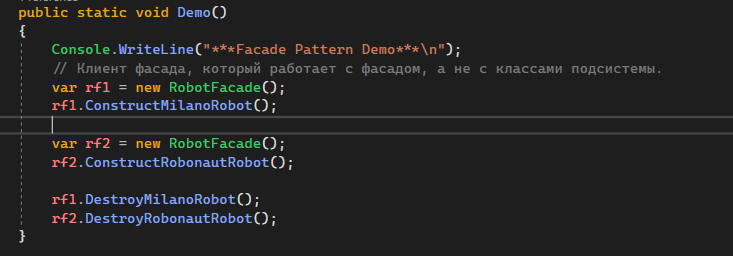 public static void Demo()
{
Console.WriteLine("***Facade Pattern Demo***\n");
// Клиент фасада, который работает с фасадом, а не с классами подсистемы.
var rf1 = new RobotFacade();
rf1.ConstructMilanoRobot();
var rf2 = new RobotFacade();
rf2.ConstructRobonautRobot();
rf1.DestroyMilanoRobot();
rf2.DestroyRobonautRobot();
}